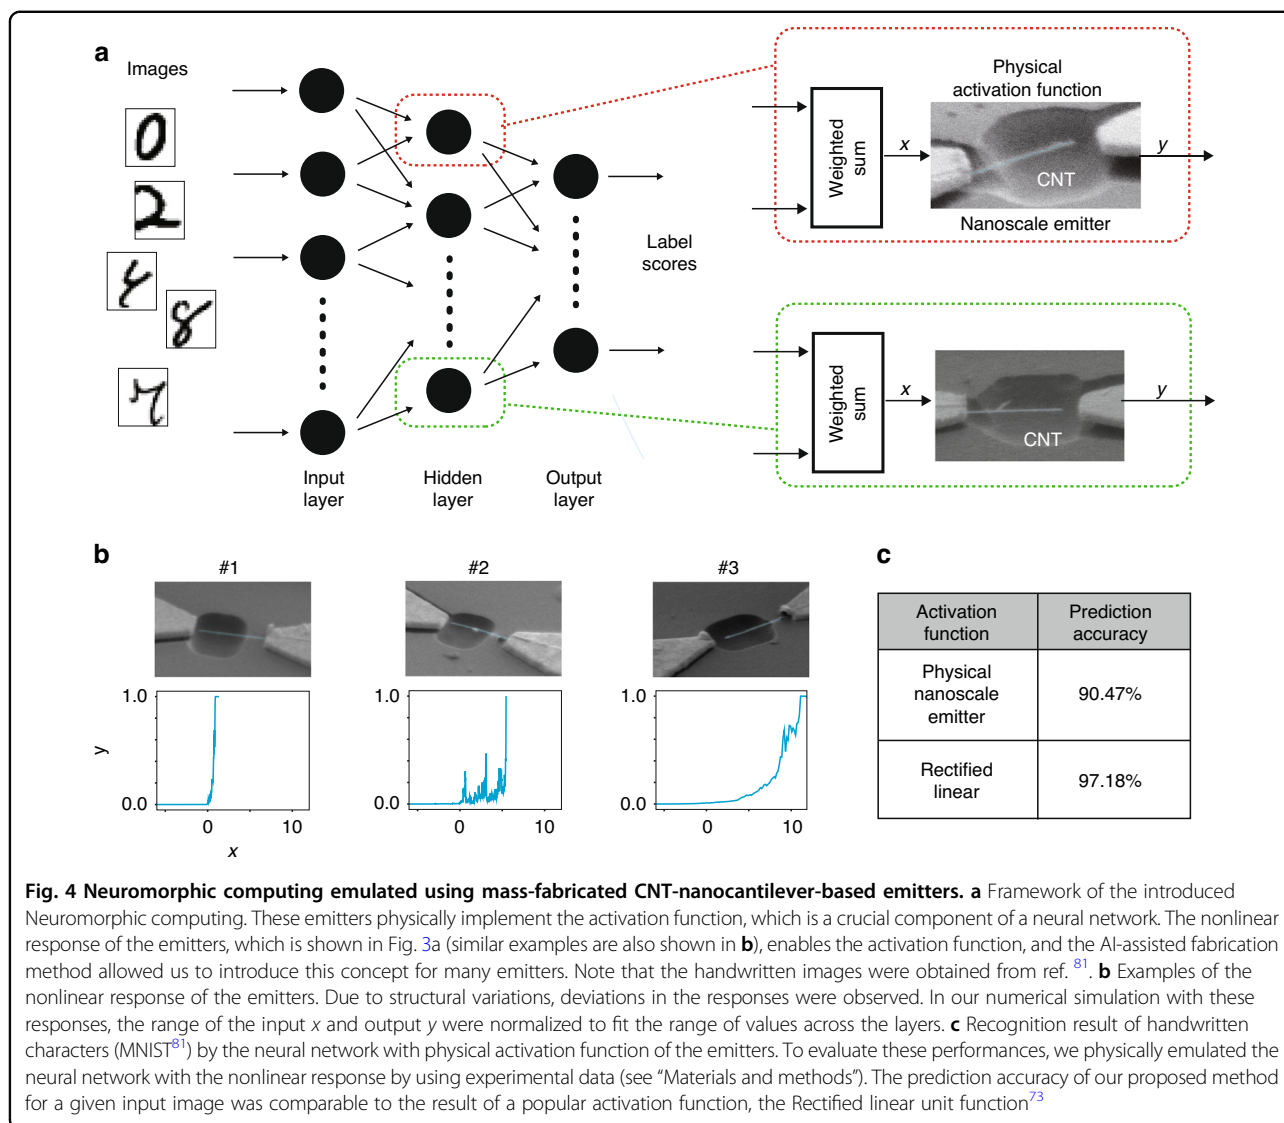 a
Images
Input
layer
Hidden
layer
Output
layer
Label
scores
Weighted
sum
x
Physical
activation function
CNT
Nanoscale emitter
y
Weighted
sum
x
CNT
y
b
#1
#2
#3
1.0
0.0
y
0
10
x
1.0
0.0
0
10
1.0
0.0
0
10
c
Activation
function
Prediction
accuracy
Physical
nanoscale
emitter
90.47%
Rectified
linear
97.18%
Fig. 4 Neuromorphic computing emulated using mass-fabricated CNT-nanocantilever-based emitters. a Framework of the introduced
Neuromorphic computing. These emitters physically implement the activation function, which is a crucial component of a neural network. The nonlinear
response of the emitters, which is shown in Fig. 3a (similar examples are also shown in b), enables the activation function, and the AI-assisted fabrication
method allowed us to introduce this concept for many emitters. Note that the handwritten images were obtained from ref. 81. b Examples of the
nonlinear response of the emitters. Due to structural variations, deviations in the responses were observed. In our numerical simulation with these
responses, the range of the input x and output y were normalized to fit the range of values across the layers. c Recognition result of handwritten
characters (MNIST81) by the neural network with physical activation function of the emitters. To evaluate these performances, we physically emulated the
neural network with the nonlinear response by using experimental data (see “Materials and methods”). The prediction accuracy of our proposed method
for a given input image was comparable to the result of a popular activation function, the Rectified linear unit function73